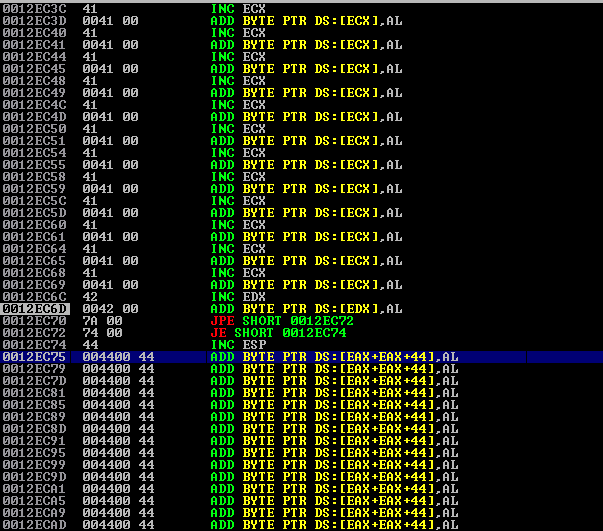 0012EC3C 41 INC ECX
0012EC3D 0041 00 ADD BYTE PTR DS:[ECX],AL
0012EC40 41 INC ECX
0012EC41 0041 00 ADD BYTE PTR DS:[ECX],AL
0012EC44 41 INC ECX
0012EC45 0041 00 ADD BYTE PTR DS:[ECX],AL
0012EC48 41 INC ECX
0012EC49 0041 00 ADD BYTE PTR DS:[ECX],AL
0012EC4C 41 INC ECX
0012EC4D 0041 00 ADD BYTE PTR DS:[ECX],AL
0012EC50 41 INC ECX
0012EC51 0041 00 ADD BYTE PTR DS:[ECX],AL
0012EC54 41 INC ECX
0012EC55 0041 00 ADD BYTE PTR DS:[ECX],AL
0012EC58 41 INC ECX
0012EC59 0041 00 ADD BYTE PTR DS:[ECX],AL
0012EC5C 41 INC ECX
0012EC5D 0041 00 ADD BYTE PTR DS:[ECX],AL
0012EC60 41 INC ECX
0012EC61 0041 00 ADD BYTE PTR DS:[ECX],AL
0012EC64 41 INC ECX
0012EC65 0041 00 ADD BYTE PTR DS:[ECX],AL
0012EC68 41 INC ECX
0012EC69 0041 00 ADD BYTE PTR DS:[ECX],AL
0012EC6C 42 INC EDX
0012EC6D 0042 00 ADD BYTE PTR DS:[EDX],AL
0012EC70 7A 00 JPE SHORT 0012EC72
0012EC72 74 00 JE SHORT 0012EC74
0012EC74 44 INC ESP
0012EC75 004400 44 ADD BYTE PTR DS:[EAX+EAX+44],AL
0012EC79 004400 44 ADD BYTE PTR DS:[EAX+EAX+44],AL
0012EC7D 004400 44 ADD BYTE PTR DS:[EAX+EAX+44],AL
0012EC81 004400 44 ADD BYTE PTR DS:[EAX+EAX+44],AL
0012EC85 004400 44 ADD BYTE PTR DS:[EAX+EAX+44],AL
0012EC89 004400 44 ADD BYTE PTR DS:[EAX+EAX+44],AL
0012EC8D 004400 44 ADD BYTE PTR DS:[EAX+EAX+44],AL
0012EC91 004400 44 ADD BYTE PTR DS:[EAX+EAX+44],AL
0012EC95 004400 44 ADD BYTE PTR DS:[EAX+EAX+44],AL
0012EC99 004400 44 ADD BYTE PTR DS:[EAX+EAX+44],AL
0012EC9D 004400 44 ADD BYTE PTR DS:[EAX+EAX+44],AL
0012ECA1 004400 44 ADD BYTE PTR DS:[EAX+EAX+44],AL
0012ECA5 004400 44 ADD BYTE PTR DS:[EAX+EAX+44],AL
0012ECA9 004400 44 ADD BYTE PTR DS:[EAX+EAX+44],AL
0012ECAD 004400 44 ADD BYTE PTR DS:[EAX+EAX+44],AL